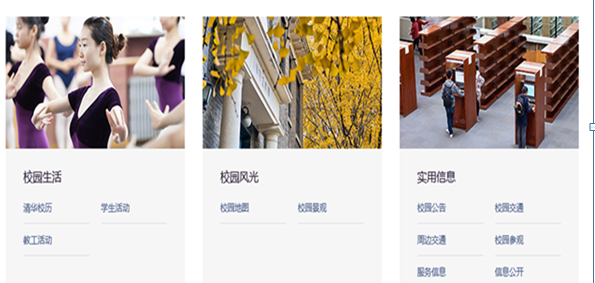 校园生活
清华校历 学生活动
教工活动
校园风光
校园地图 校园景观
实用信息
校园公告 校园交通
周边交通 校园参观
服务信息 信息公开